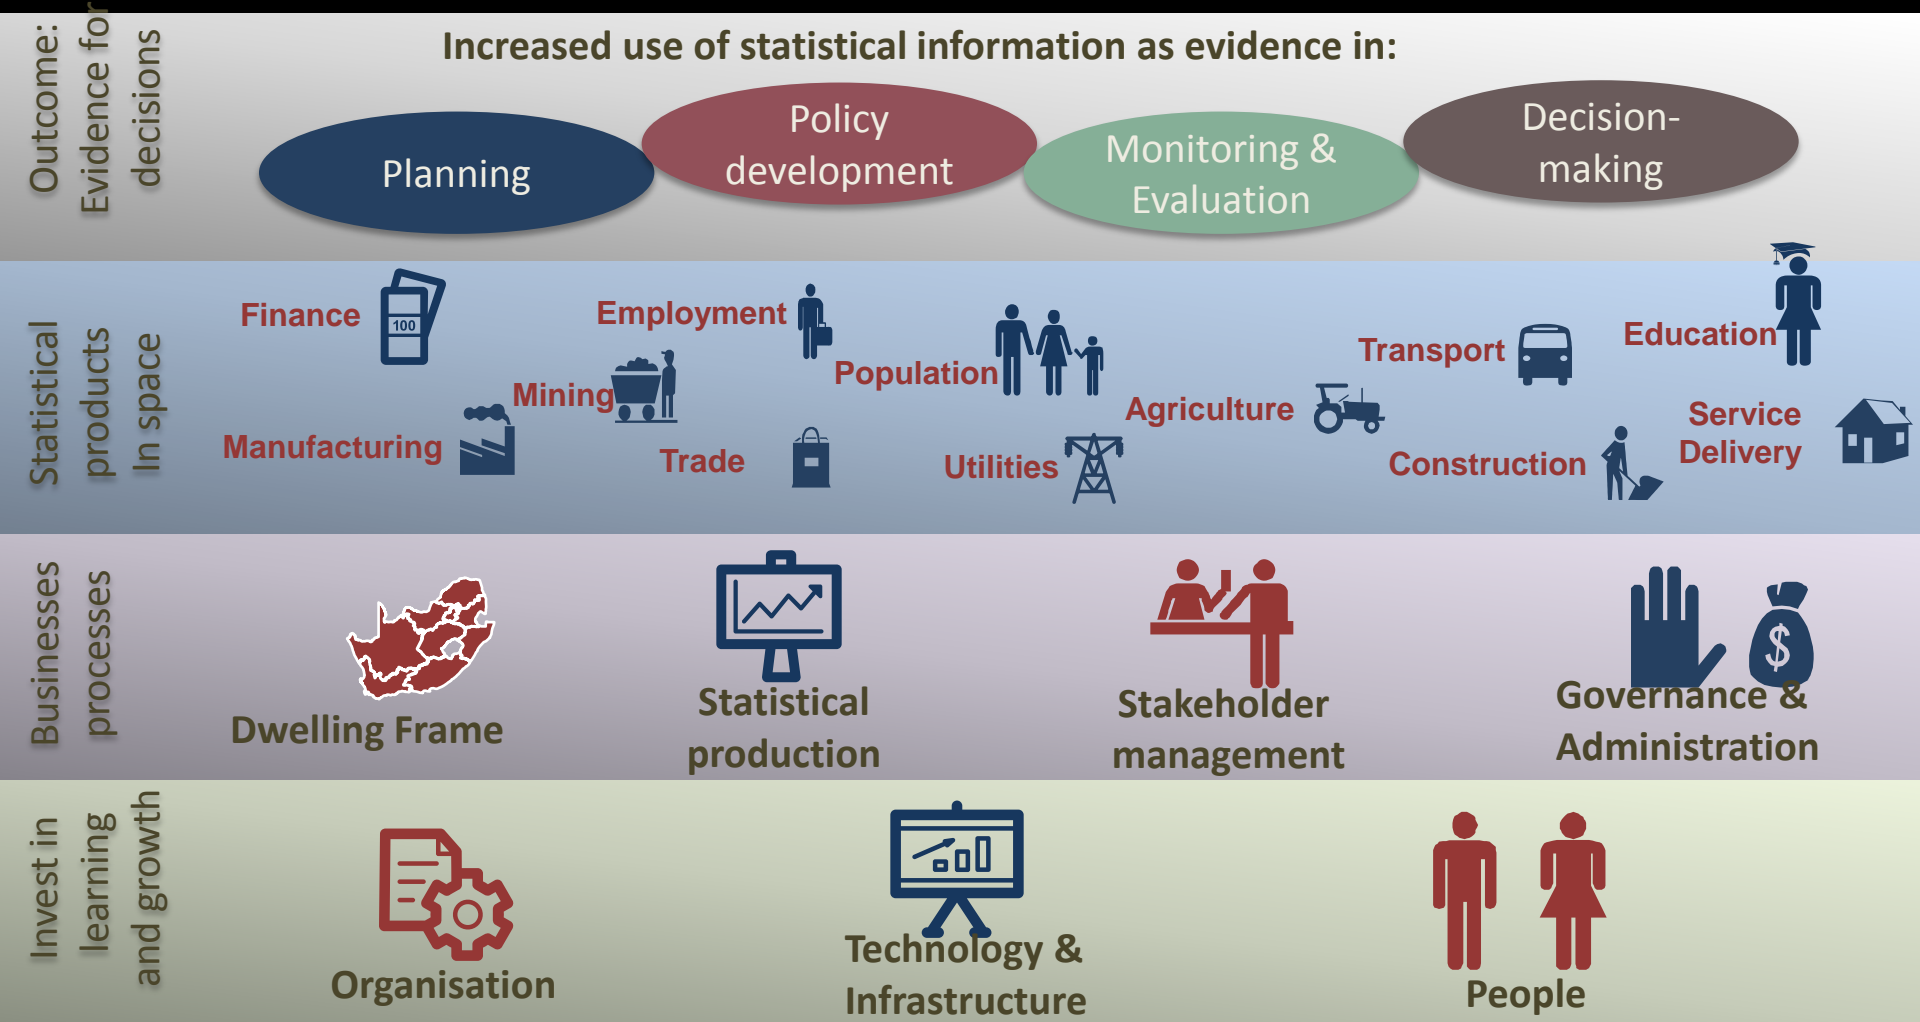 Outcome:
Evidence for
decisions
Increased use of statistical information as evidence in:
Planning
Policy
development
Monitoring &
Evaluation
Decision-
making
Statistical
products
In space
Finance
100
Employment
Population
Transport
Education
Mining
Manufacturing
Trade
Utilities
Agriculture
Construction
Service
Delivery
Businesses
processes
Dwelling Frame
Statistical
production
Stakeholder
management
$
Governance &
Administration
Invest in
learning
and growth
Organisation
Technology &
Infrastructure
People